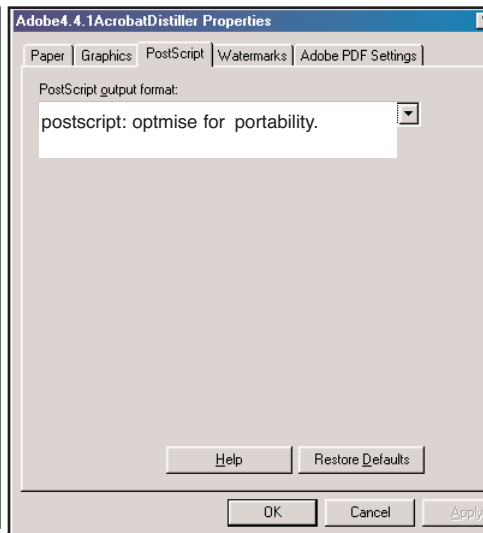 Adobe4.4.1AcrobatDistiller Properties
Paper Graphics PostScript Watermarks Adobe PDF Settings
PostScript output format:
postscript: optmise for portability.
Help Restore Defaults
OK Cancel Apply